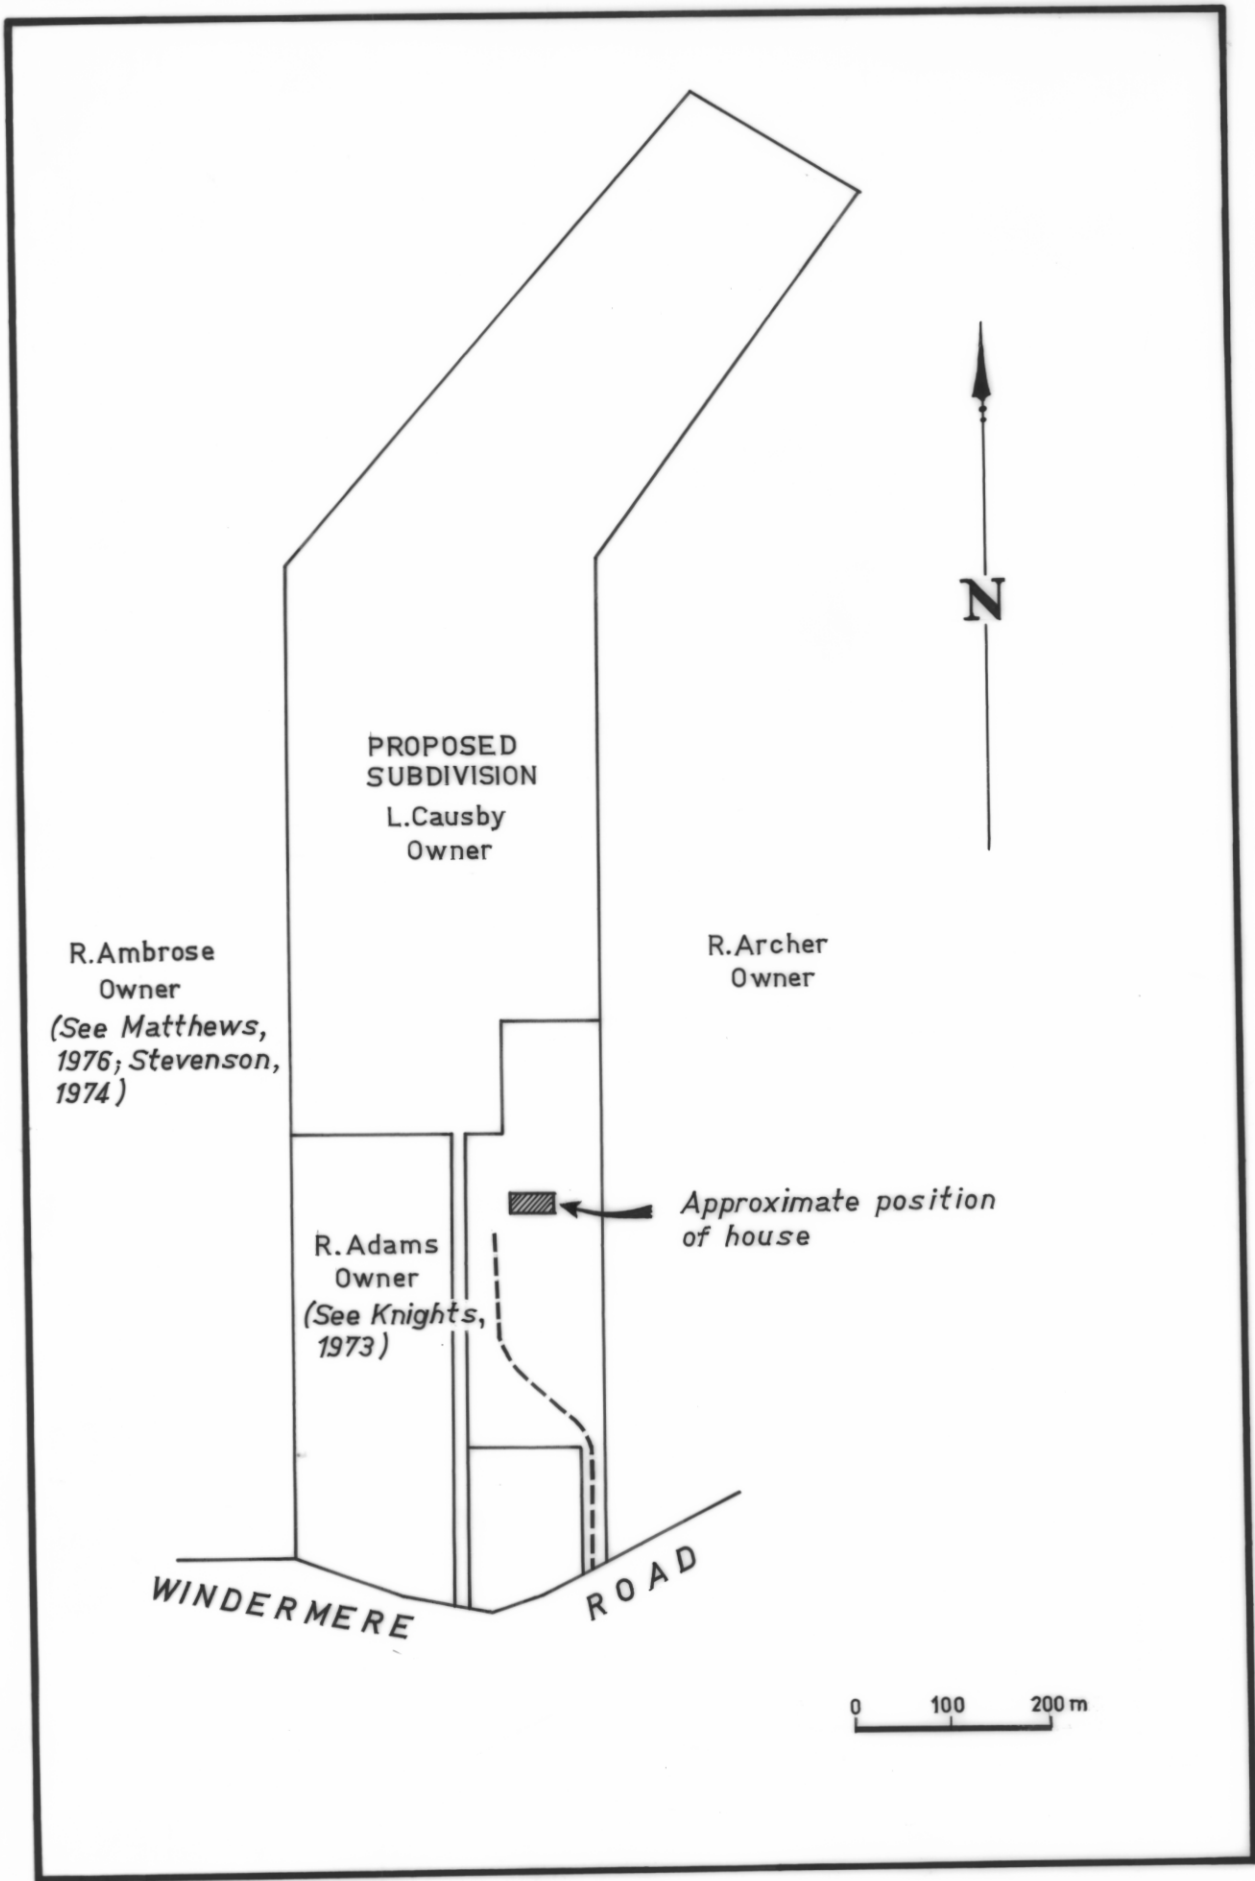 N
PROPOSED
SUBDIVISION
L.Causby
Owner
R.Ambrose
Owner
(See Matthews,
1976; Stevenson,
1974)
R.Archer
Owner
Approximate position
of house
R.Adams
Owner
(See Knights,
1973)
WINDERMERE ROAD
0 100 200 m